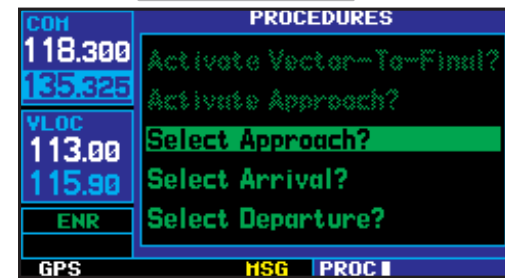 COM
118.300
135.325
VLOC
113.00
115.90
ENR
GPS
PROCEDURES
Activate Vector-To-Final?
Activate Approach?
Select Approach?
Select Arrival?
Select Departure?
MSG PROC